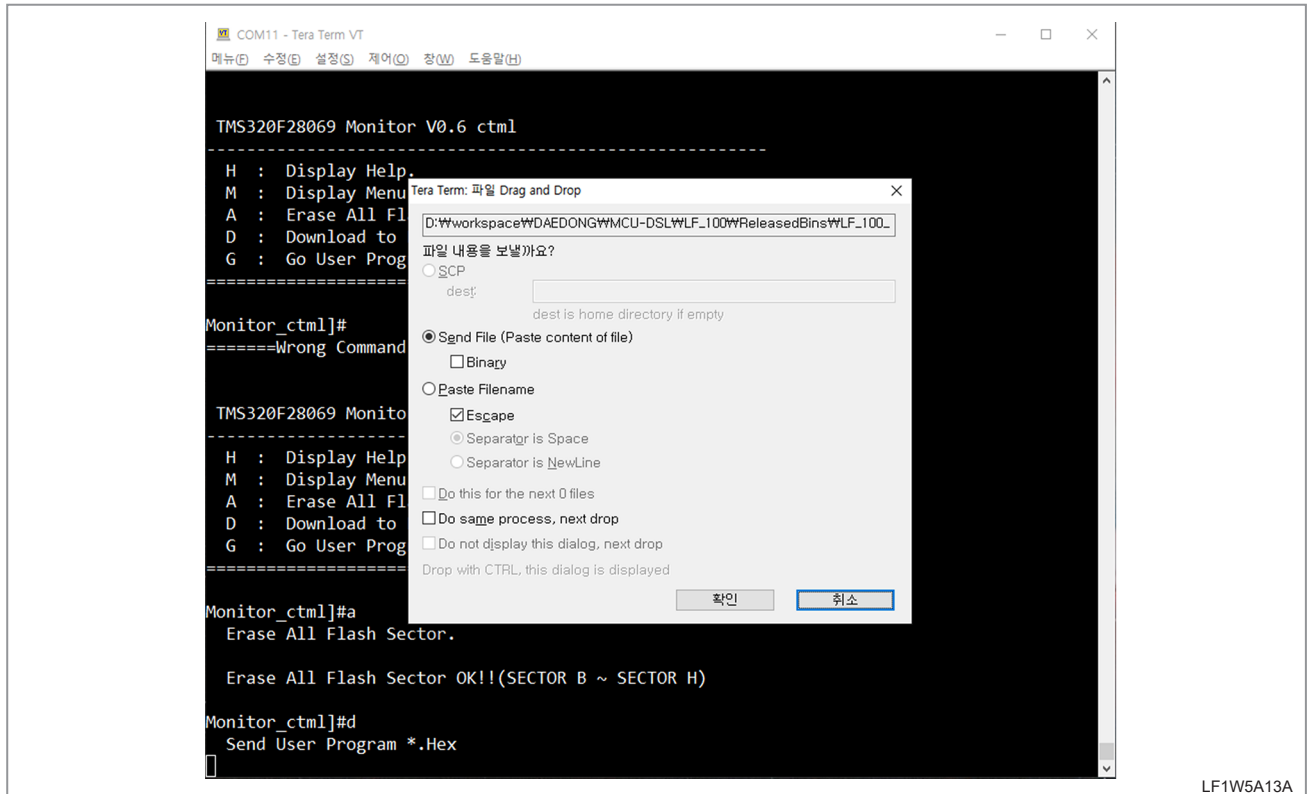 COM11 - Tera Term VT
메뉴(F) 수정(E) 설정(S) 제어(O) 창(W) 도움말(H)
TMS320F28069 Monitor V0.6 ctml
-------------------------------------------------------
H : Display Help.
M : Display Menu
A : Erase All Fl
D : Download to
G : Go User Prog
====================
Monitor_ctml]#
=======Wrong Command
TMS320F28069 Monito
--------------------
H : Display Help
M : Display Menu
A : Erase All Fl
D : Download to
G : Go User Prog
====================
Monitor_ctml]#a
Erase All Flash Sector.
Erase All Flash Sector OK!!(SECTOR B ~ SECTOR H)
Monitor_ctml]#d
Send User Program *.Hex
Tera Term: 파일 Drag and Drop
D:₩workspace₩DAEDONG₩MCU-DSL₩LF_100₩ReleasedBins₩LF_100_
파일 내용을 보낼까요?
SCP
dest:
dest is home directory if empty
Send File (Paste content of file)
Binary
Paste Filename
Escape
Separator is Space
Separator is NewLine
Do this for the next 0 files
Do same process, next drop
Do not display this dialog, next drop
Drop with CTRL, this dialog is displayed
확인 취소
LF1W5A13A